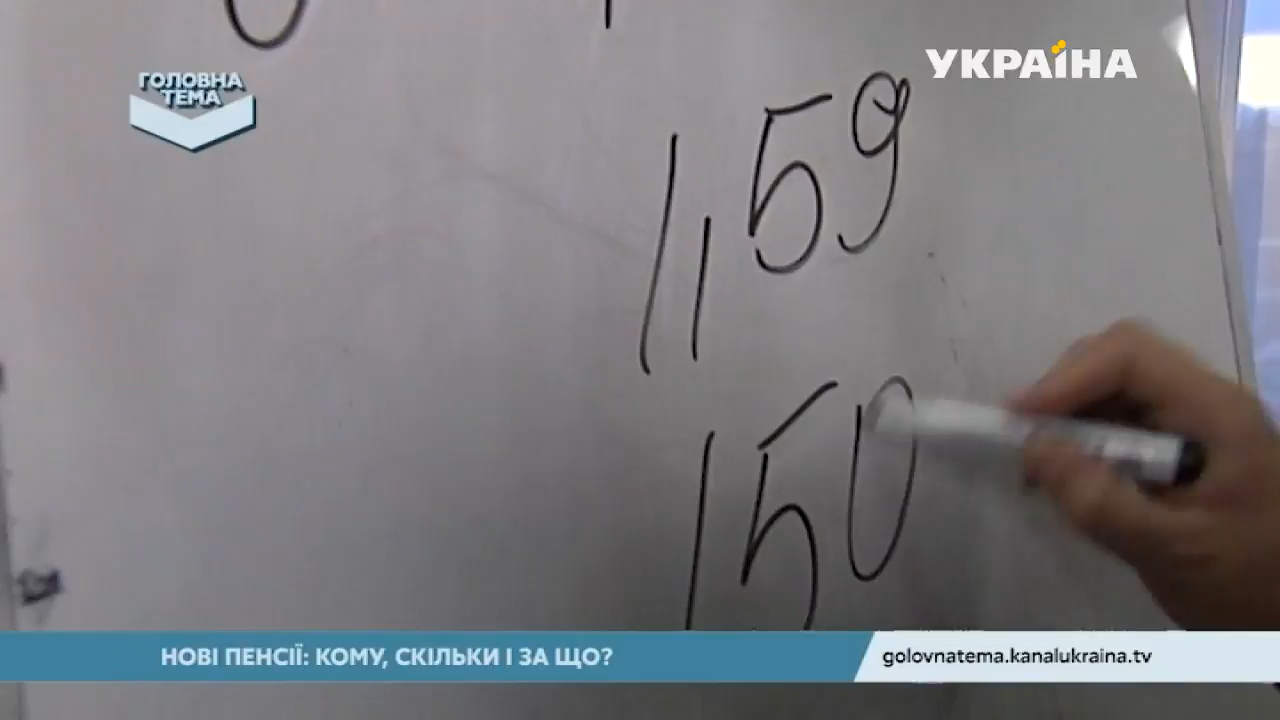 ГОЛОВНА
ТЕМА
УКРАЇНА
1,59
150
НОВІ ПЕНСІЇ: КОМУ, СКІЛЬКИ І ЗА ЩО?
golovnatema.kanalukraina.tv